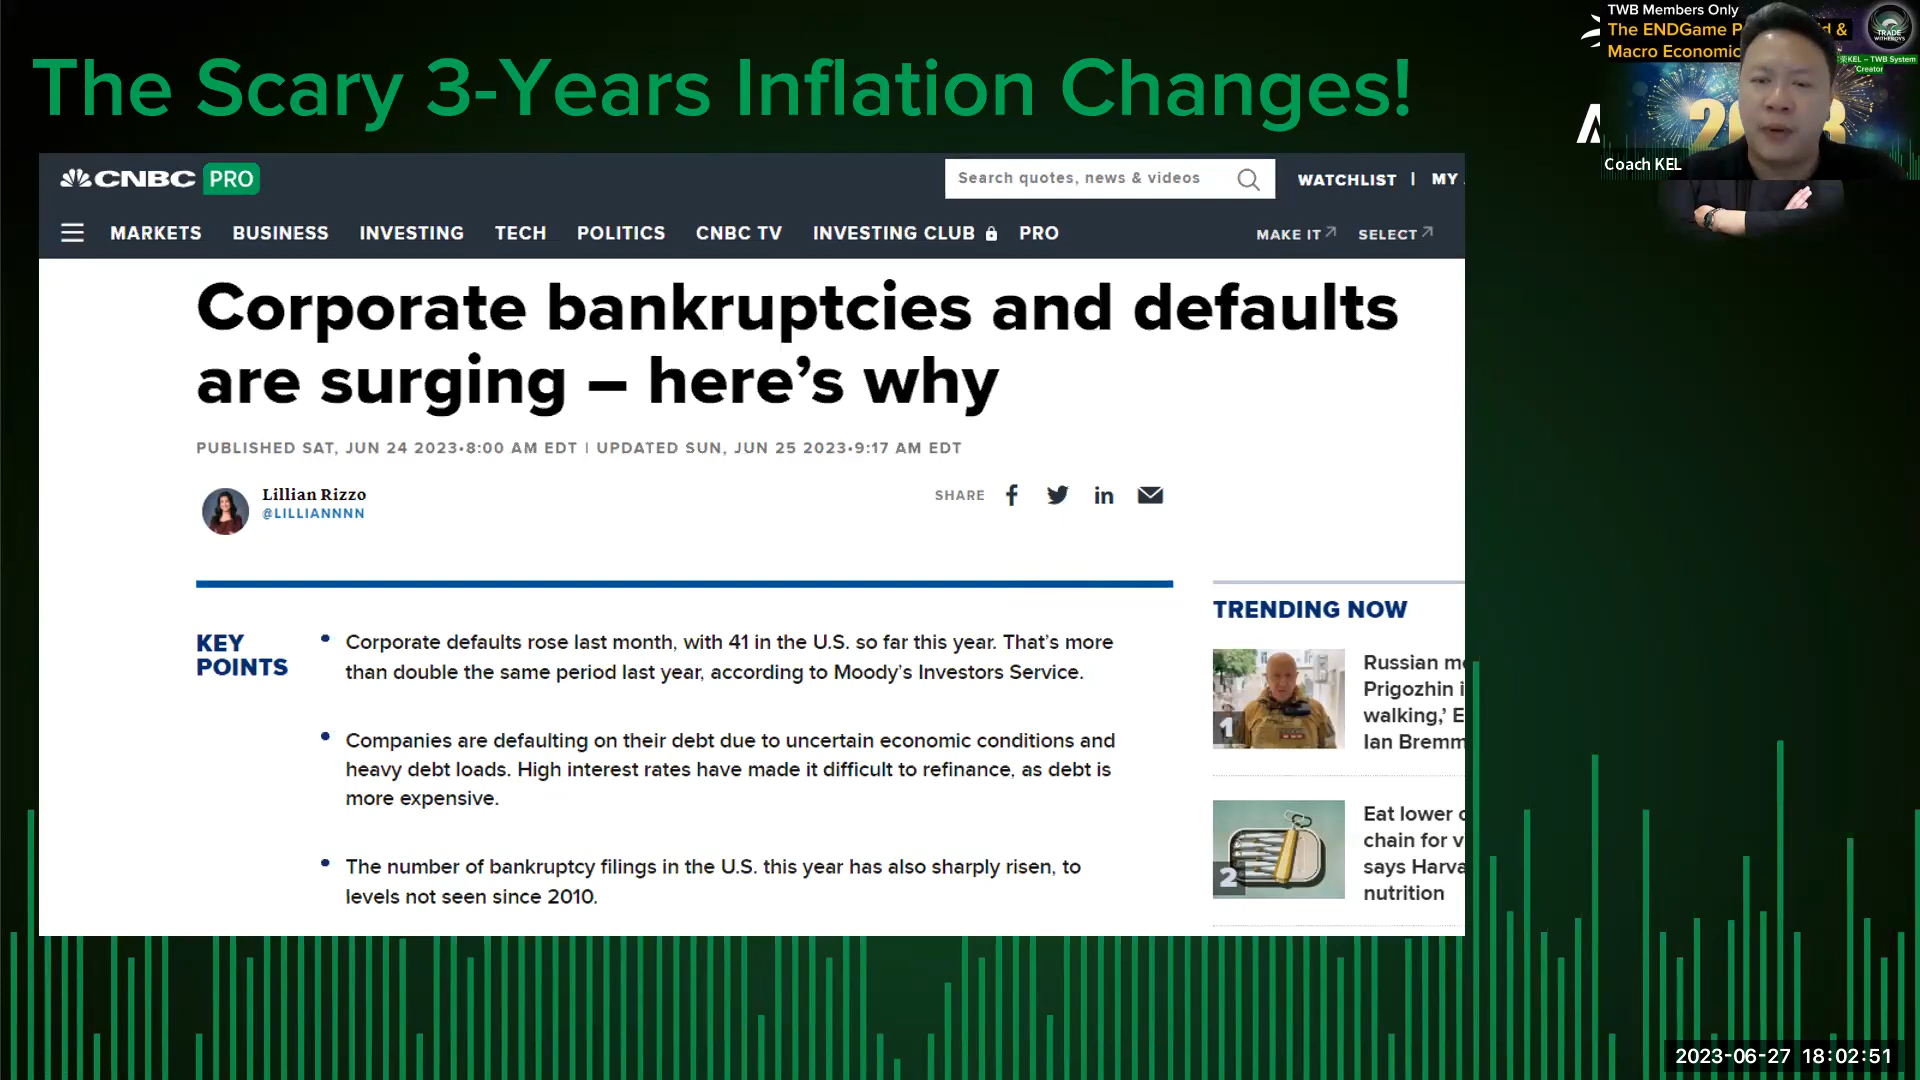 The Scary 3-Years Inflation Changes!
TWB Members Only
The ENDGame P
d &
Macro Economic
TRADE
KEL – TWB System
Creator
Coach KEL
CNBC PRO
Search quotes, news & videos
WATCHLIST | MY
MARKETS BUSINESS INVESTING TECH POLITICS CNBC TV INVESTING CLUB PRO
MAKE IT SELECT
Corporate bankruptcies and defaults
are surging – here’s why
PUBLISHED SAT, JUN 24 2023•8:00 AM EDT | UPDATED SUN, JUN 25 2023•9:17 AM EDT
Lillian Rizzo
@LILLIANNNN
SHARE
KEY
POINTS
Corporate defaults rose last month, with 41 in the U.S. so far this year. That’s more
than double the same period last year, according to Moody’s Investors Service.
Companies are defaulting on their debt due to uncertain economic conditions and
heavy debt loads. High interest rates have made it difficult to refinance, as debt is
more expensive.
The number of bankruptcy filings in the U.S. this year has also sharply risen, to
levels not seen since 2010.
TRENDING NOW
1
Russian m
Prigozhin i
walking,’ E
Ian Bremm
2
Eat lower
chain for v
says Harva
nutrition
2023-06-27 18:02:51